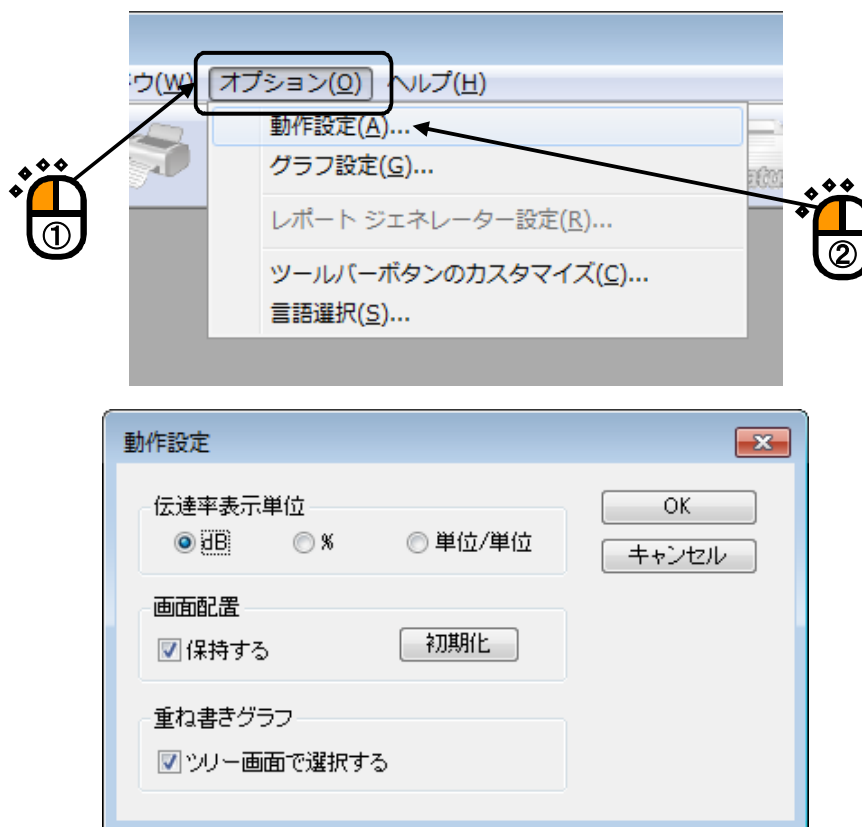 ウ(W) オプション(O) ヘルプ(H)
動作設定(A)...
グラフ設定(G)...
①
②
レポート ジェネレーター設定(R)...
ツールバーボタンのカスタマイズ(C)...
言語選択(S)...
動作設定
伝達率表示単位
OK
dB % 単位/単位
キャンセル
画面配置
保持する 初期化
重ね書きグラフ
ツリー画面で選択する